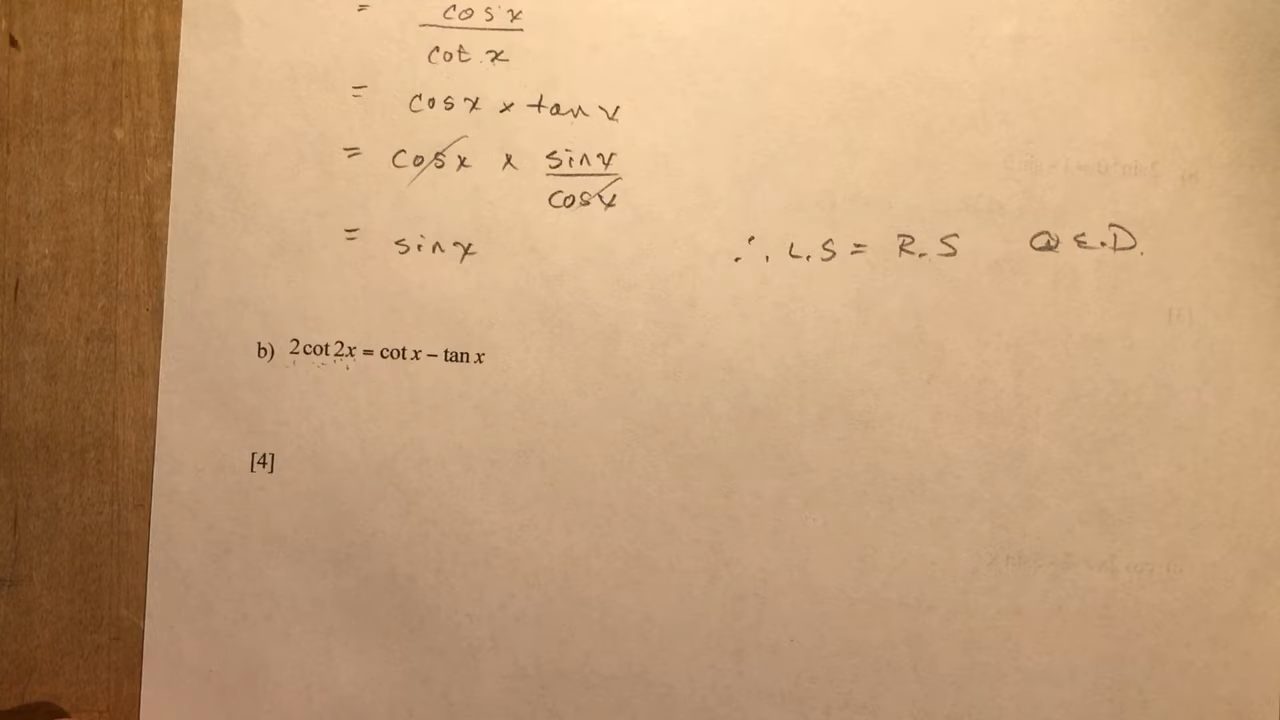 = cos x
cot x
= cos x × tan x
= cos x × sin x
cos x
= sin x ∴ L.S = R.S Q.E.D.
b) 2 cot 2x = cot x – tan x
[4]